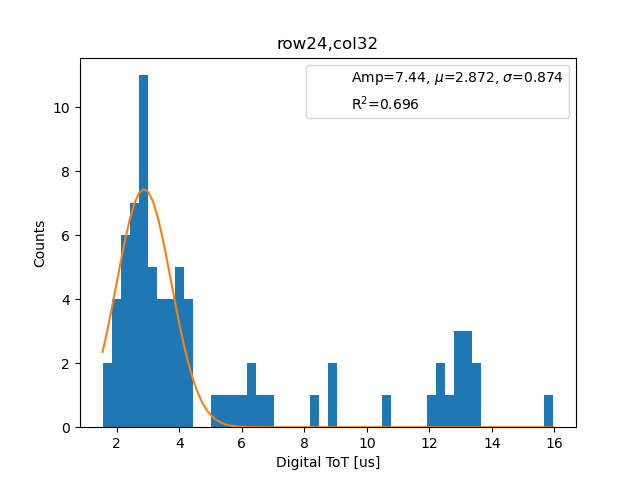 row24,col32
Amp=7.44, μ=2.872, σ=0.874
R²=0.696
Counts
10
8
6
4
2
0
2 4 6 8 10 12 14 16
Digital ToT [us]